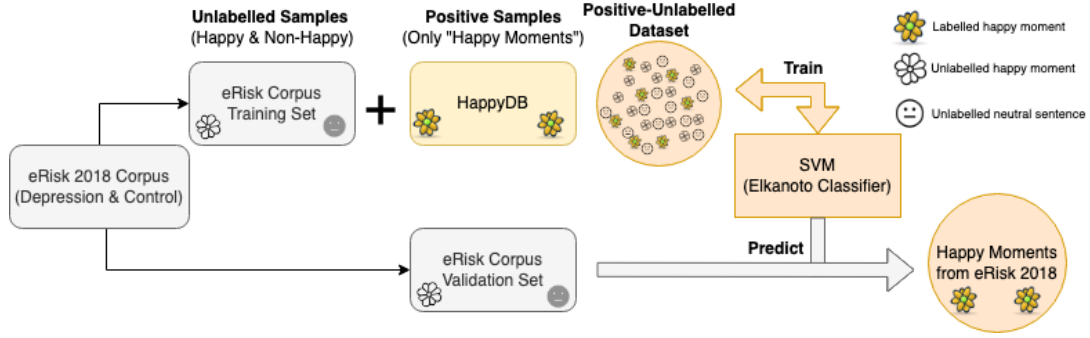 Unlabelled Samples
(Happy & Non-Happy)
Positive Samples
(Only "Happy Moments")
Positive-Unlabelled
Dataset
Labelled happy moment
Unlabelled happy moment
Unlabelled neutral sentence
eRisk Corpus
Training Set
+
HappyDB
Train
eRisk 2018 Corpus
(Depression & Control)
SVM
(Elkanoto Classifier)
eRisk Corpus
Validation Set
Predict
Happy Moments
from eRisk 2018